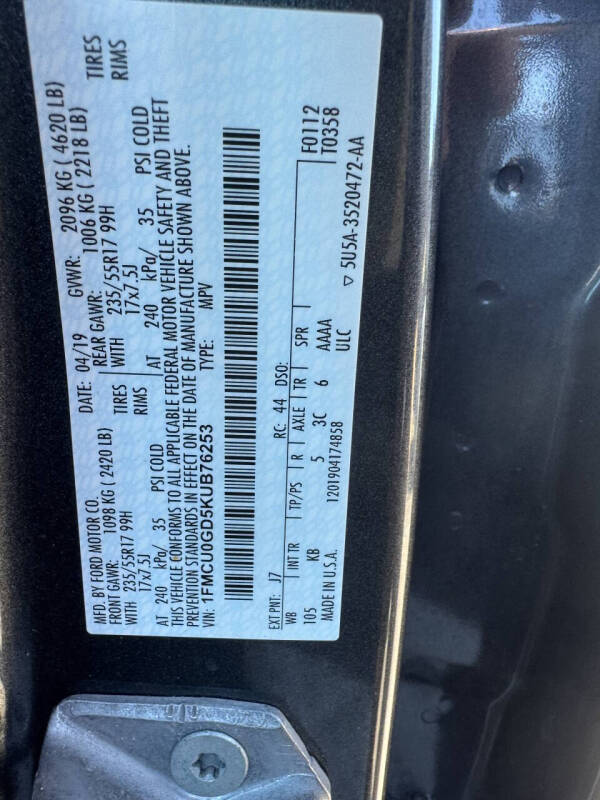 MFD. BY FORD MOTOR CO.
DATE: 04/19 GVWR: 2096 KG ( 4620 LB)
FRONT GAWR: 1098 KG ( 2420 LB) REAR GAWR: 1006 KG ( 2218 LB)
WITH 235/55R17 99H TIRES WITH 235/55R17 99H TIRES
17x7.5J RIMS 17x7.5J RIMS
AT 240 kPa/ 35 PSI COLD AT 240 kPa/ 35 PSI COLD
THIS VEHICLE CONFORMS TO ALL APPLICABLE FEDERAL MOTOR VEHICLE SAFETY AND THEFT
PREVENTION STANDARDS IN EFFECT ON THE DATE OF MANUFACTURE SHOWN ABOVE.
VIN: 1FMCU0GD5KUB76253 TYPE: MPV
F0112
EXT PNT: J7 RC: 44 DSO: T0358
WB INT TR TP/PS R AXLE TR SPR
105 KB 5 3C 6 AAAA
MADE IN U.S.A. 1201904174858 ULC
▽ 5U5A-3520472-AA